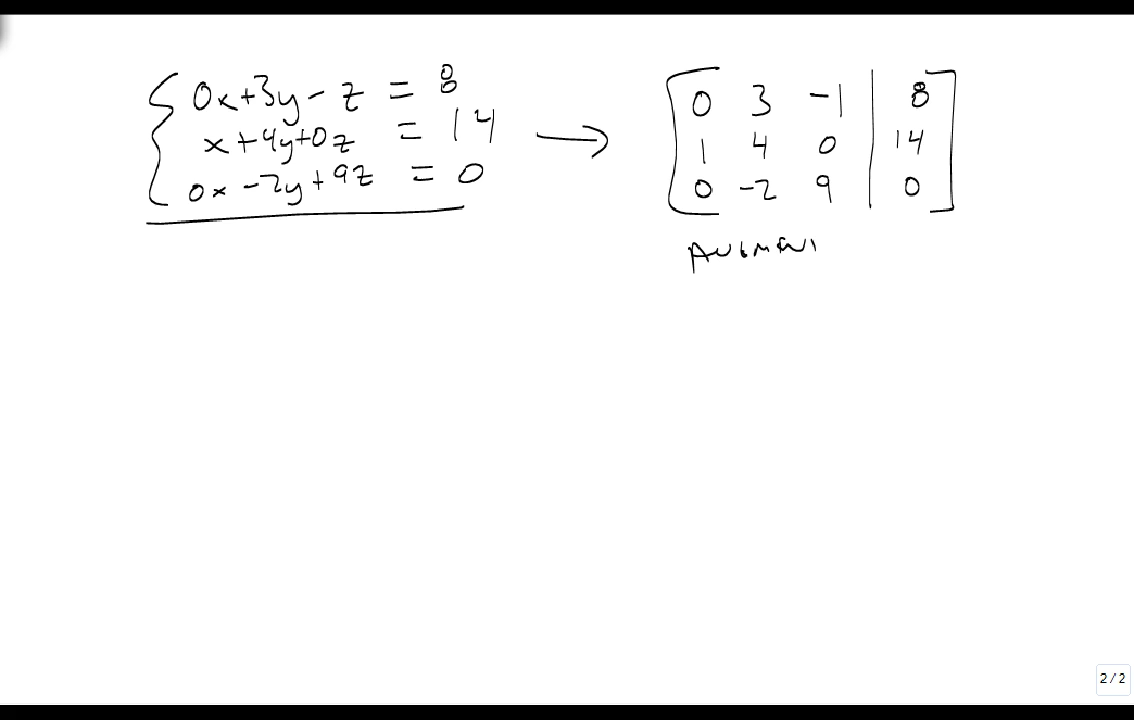 0x+3y-z = 8
x+4y+0z = 14
0x-2y+9z = 0
→
0 3 -1 | 8
1 4 0 | 14
0 -2 9 | 0
AUGMEN
2/2